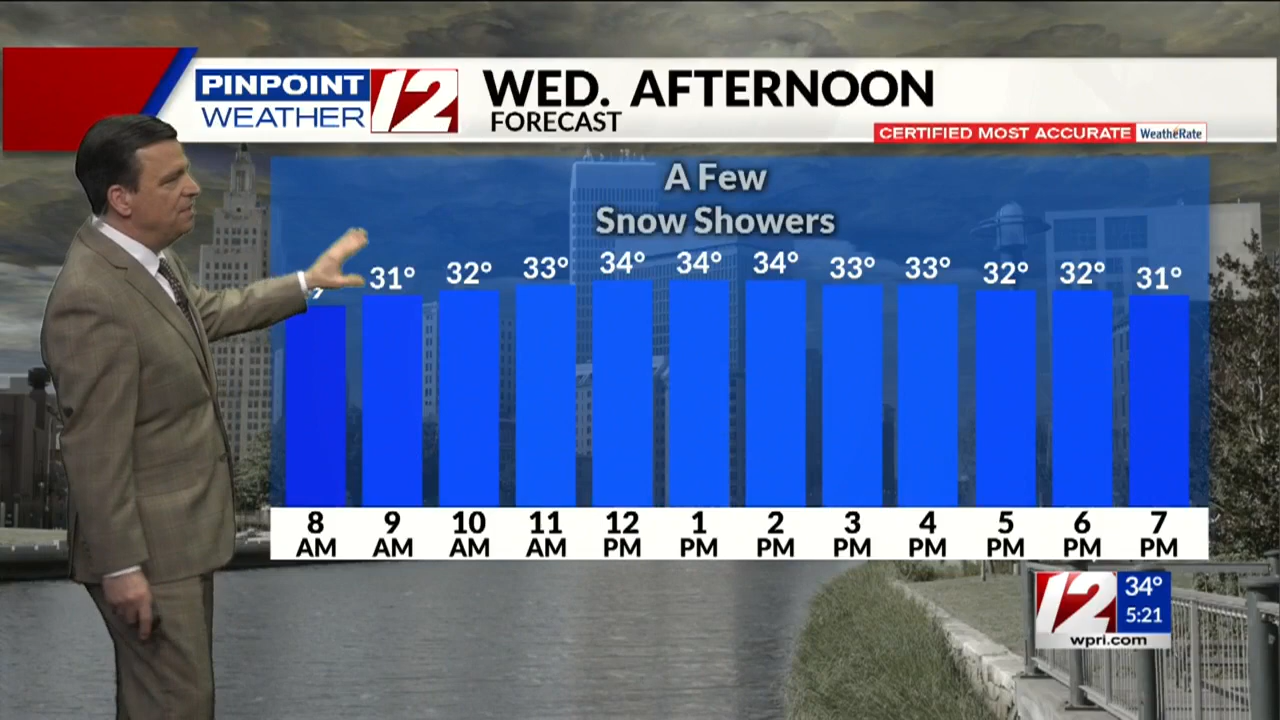 PINPOINT
WEATHER 12
WED. AFTERNOON
FORECAST
CERTIFIED MOST ACCURATE WeatheRate
A Few
Snow Showers
31° 32° 33° 34° 34° 34° 33° 33° 32° 32° 31°
8 9 10 11 12 1 2 3 4 5 6 7
AM AM AM AM PM PM PM PM PM PM PM PM
12 34°
5:21
wpri.com